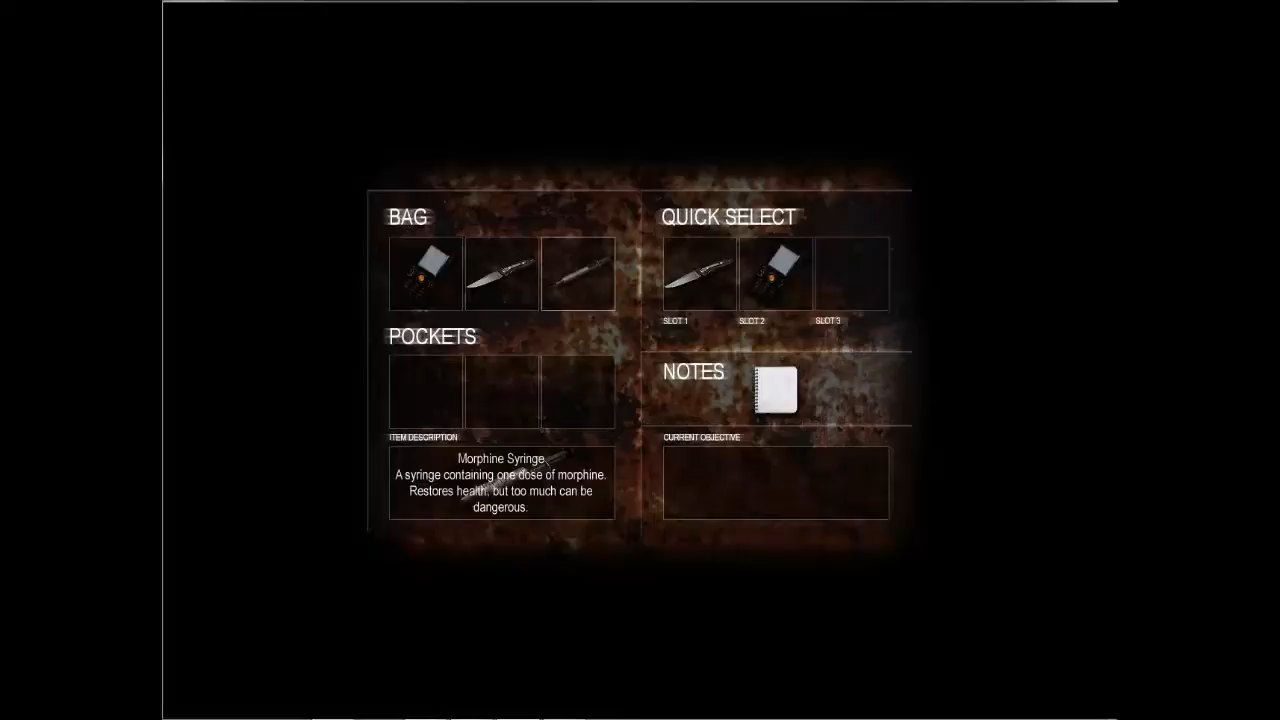 BAG
QUICK SELECT
SLOT 1
SLOT 2
SLOT 3
POCKETS
NOTES
ITEM DESCRIPTION
CURRENT OBJECTIVE
Morphine Syringe.
A syringe containing one dose of morphine.
Restores health, but too much can be
dangerous.